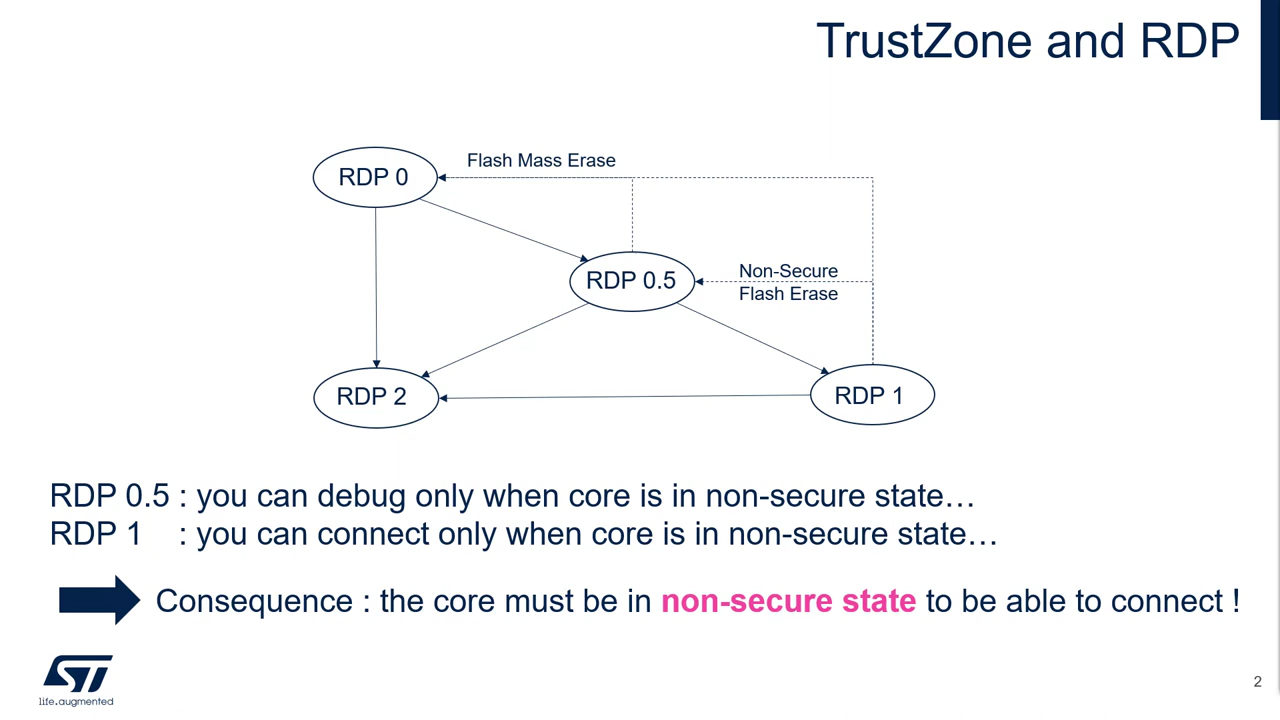 TrustZone and RDP
Flash Mass Erase
RDP 0
RDP 0.5
Non-Secure
Flash Erase
RDP 2
RDP 1
RDP 0.5 : you can debug only when core is in non-secure state…
RDP 1 : you can connect only when core is in non-secure state…
Consequence : the core must be in non-secure state to be able to connect !
ST
life.augmented
2